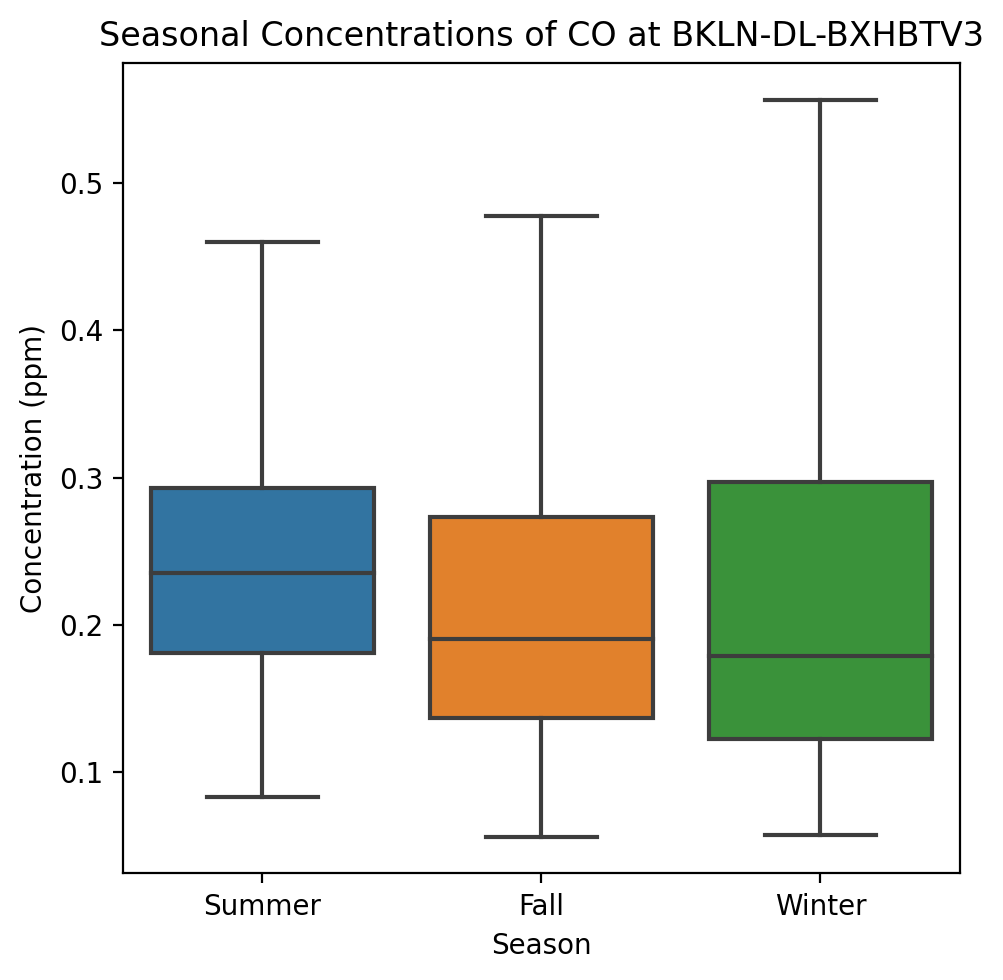 Seasonal Concentrations of CO at BKLN-DL-BXHBTV3
Concentration (ppm)
0.5
0.4
0.3
0.2
0.1
Summer
Fall
Winter
Season